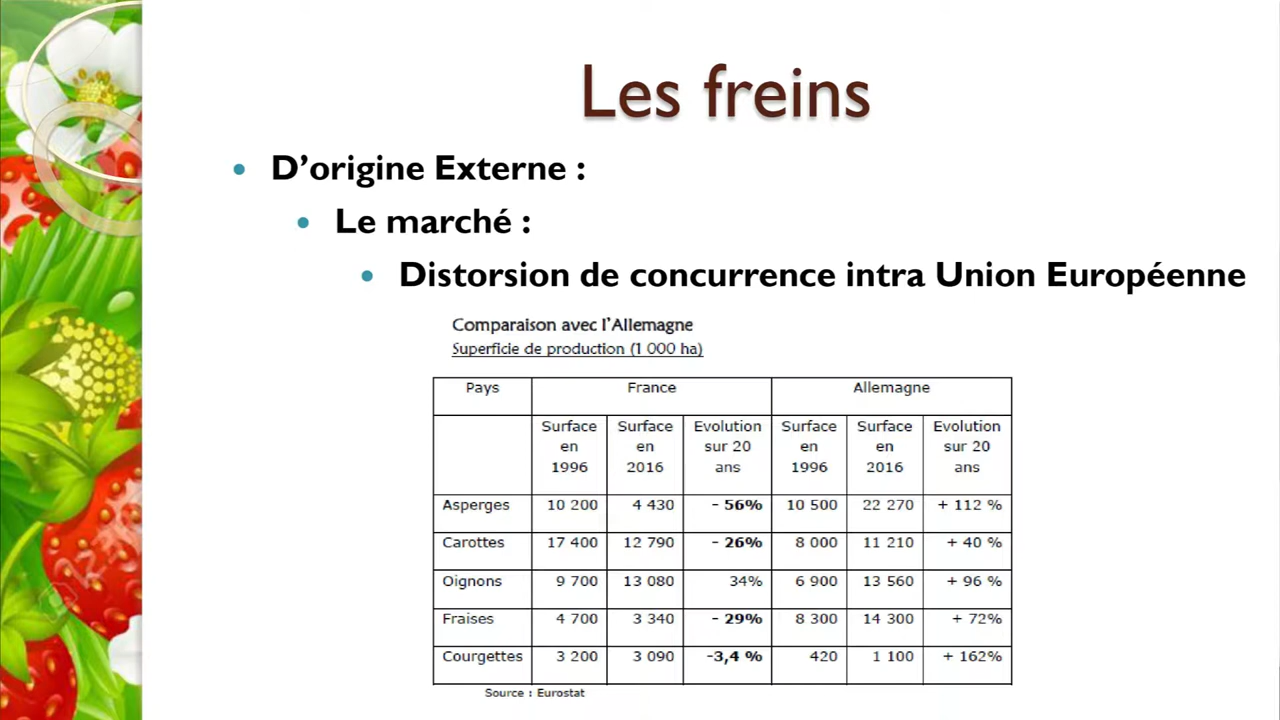 Les freins
D'origine Externe :
Le marché :
Distorsion de concurrence intra Union Européenne
Comparaison avec l'Allemagne
Superficie de production (1 000 ha)
Pays France Allemagne
Surface en 1996 Surface en 2016 Evolution sur 20 ans Surface en 1996 Surface en 2016 Evolution sur 20 ans
Asperges 10 200 4 430 - 56% 10 500 22 270 + 112 %
Carottes 17 400 12 790 - 26% 8 000 11 210 + 40 %
Oignons 9 700 13 080 34% 6 900 13 560 + 96 %
Fraises 4 700 3 340 - 29% 8 300 14 300 + 72%
Courgettes 3 200 3 090 -3,4 % 420 1 100 + 162%
Source : Eurostat